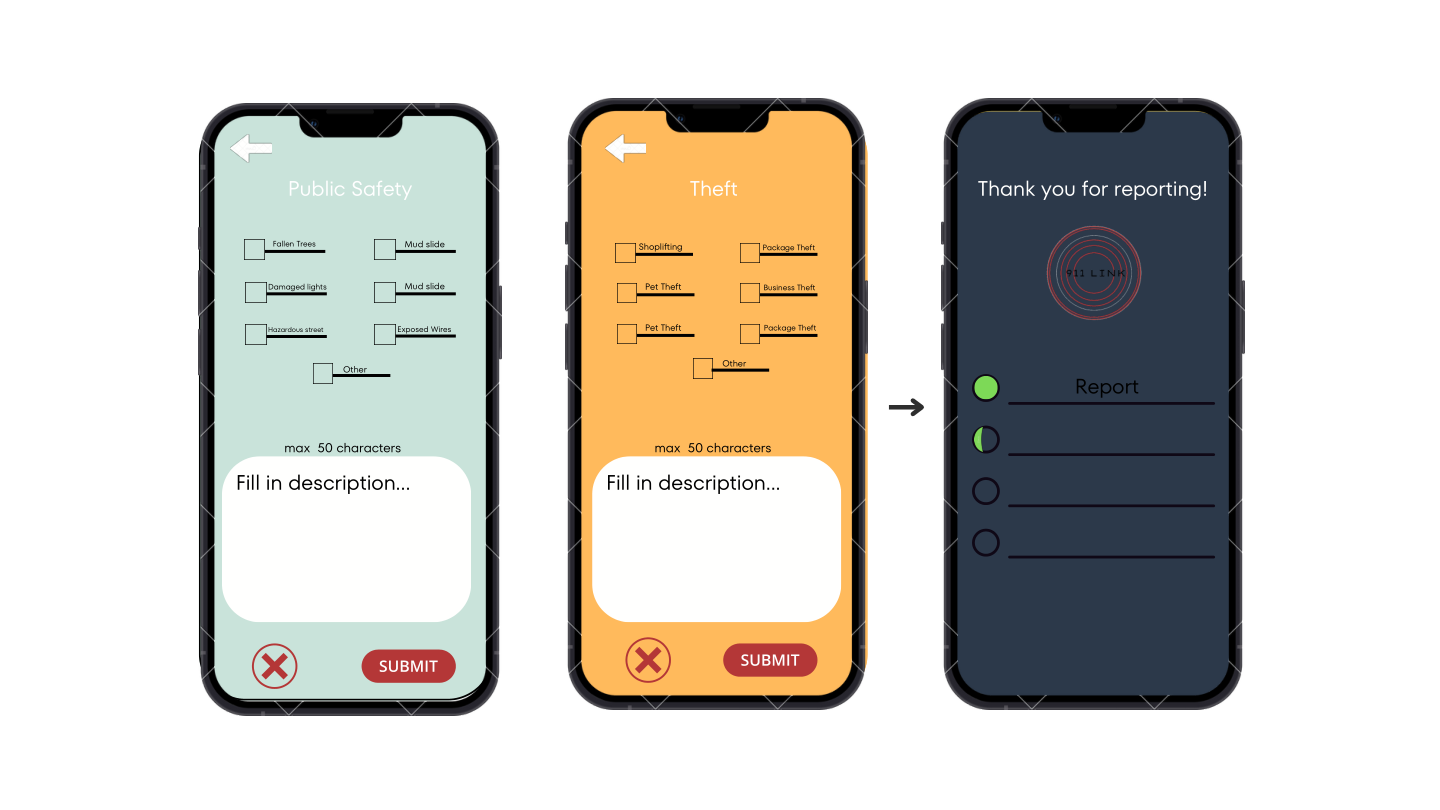 Public Safety
Fallen Trees
Mud slide
Damaged lights
Mud slide
Hazardous street
Exposed Wires
Other
max 50 characters
Fill in description...
SUBMIT
Theft
Shoplifting
Package Theft
Pet Theft
Business Theft
Pet Theft
Package Theft
Other
max 50 characters
Fill in description...
SUBMIT
Thank you for reporting!
911 LINK
Report